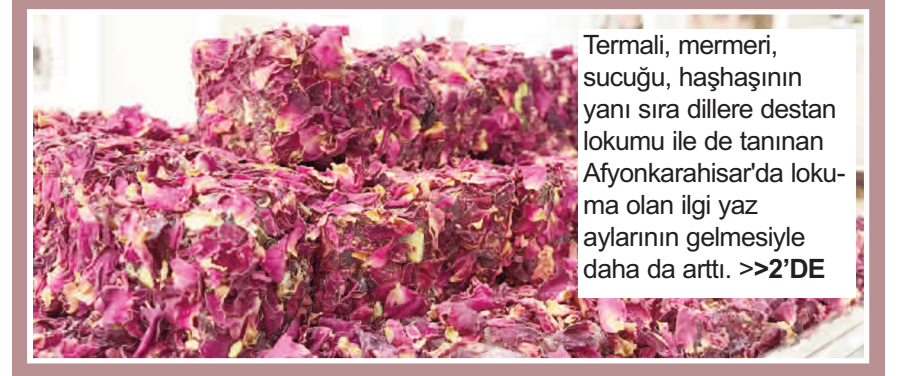 Termali, mermeri,
sucuğu, haşhaşının
yanı sıra dillere destan
lokumu ile de tanınan
Afyonkarahisar'da loku-
ma olan ilgi yaz
aylarının gelmesiyle
daha da arttı. >>2’DE